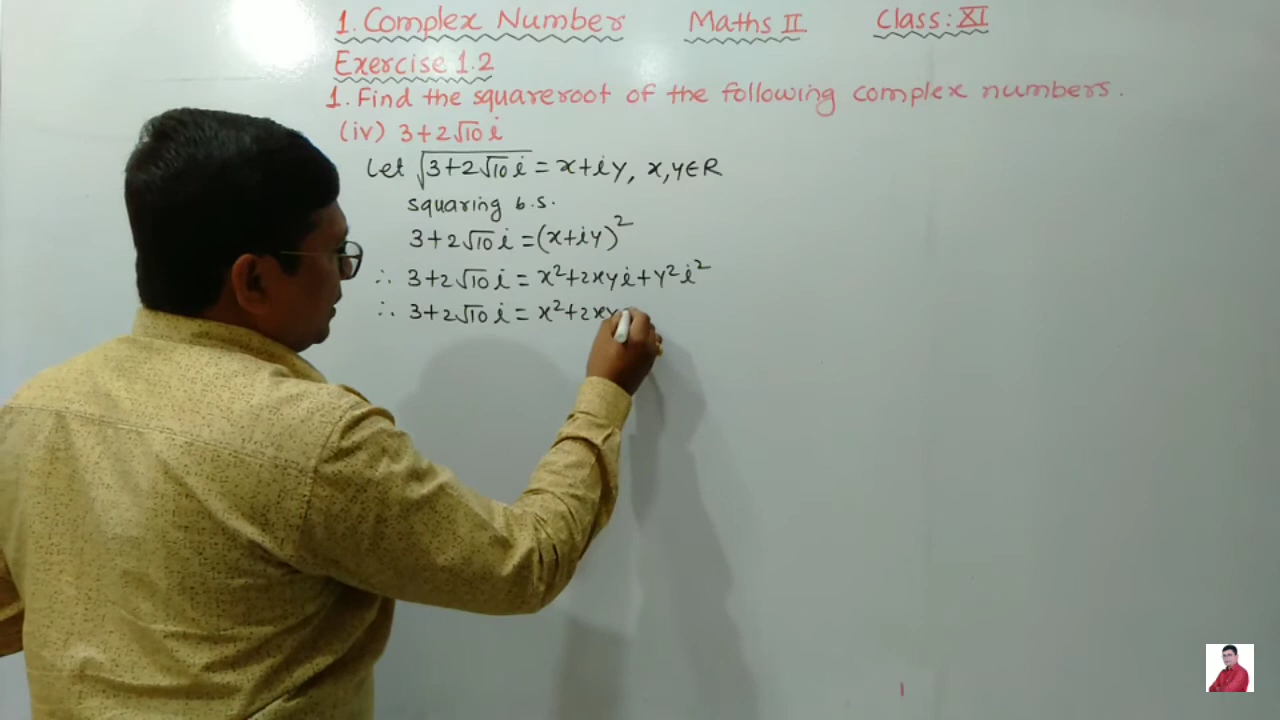 1. Complex Number Maths II Class: XI
Exercise 1.2
1. Find the squareroot of the following complex numbers.
(iv) 3+2√10 i
Let √(3+2√10 i) = x+iy, x,y∈R
squaring b.s.
3+2√10 i = (x+iy)²
∴ 3+2√10 i = x²+2xyi+y²i²
∴ 3+2√10 i = x²+2xy